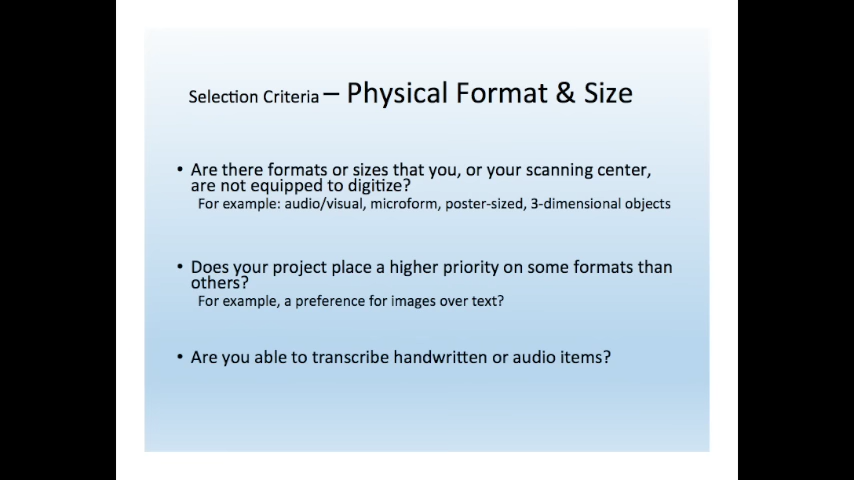 Selection Criteria – Physical Format & Size
• Are there formats or sizes that you, or your scanning center,
are not equipped to digitize?
For example: audio/visual, microform, poster-sized, 3-dimensional objects
• Does your project place a higher priority on some formats than
others?
For example, a preference for images over text?
• Are you able to transcribe handwritten or audio items?